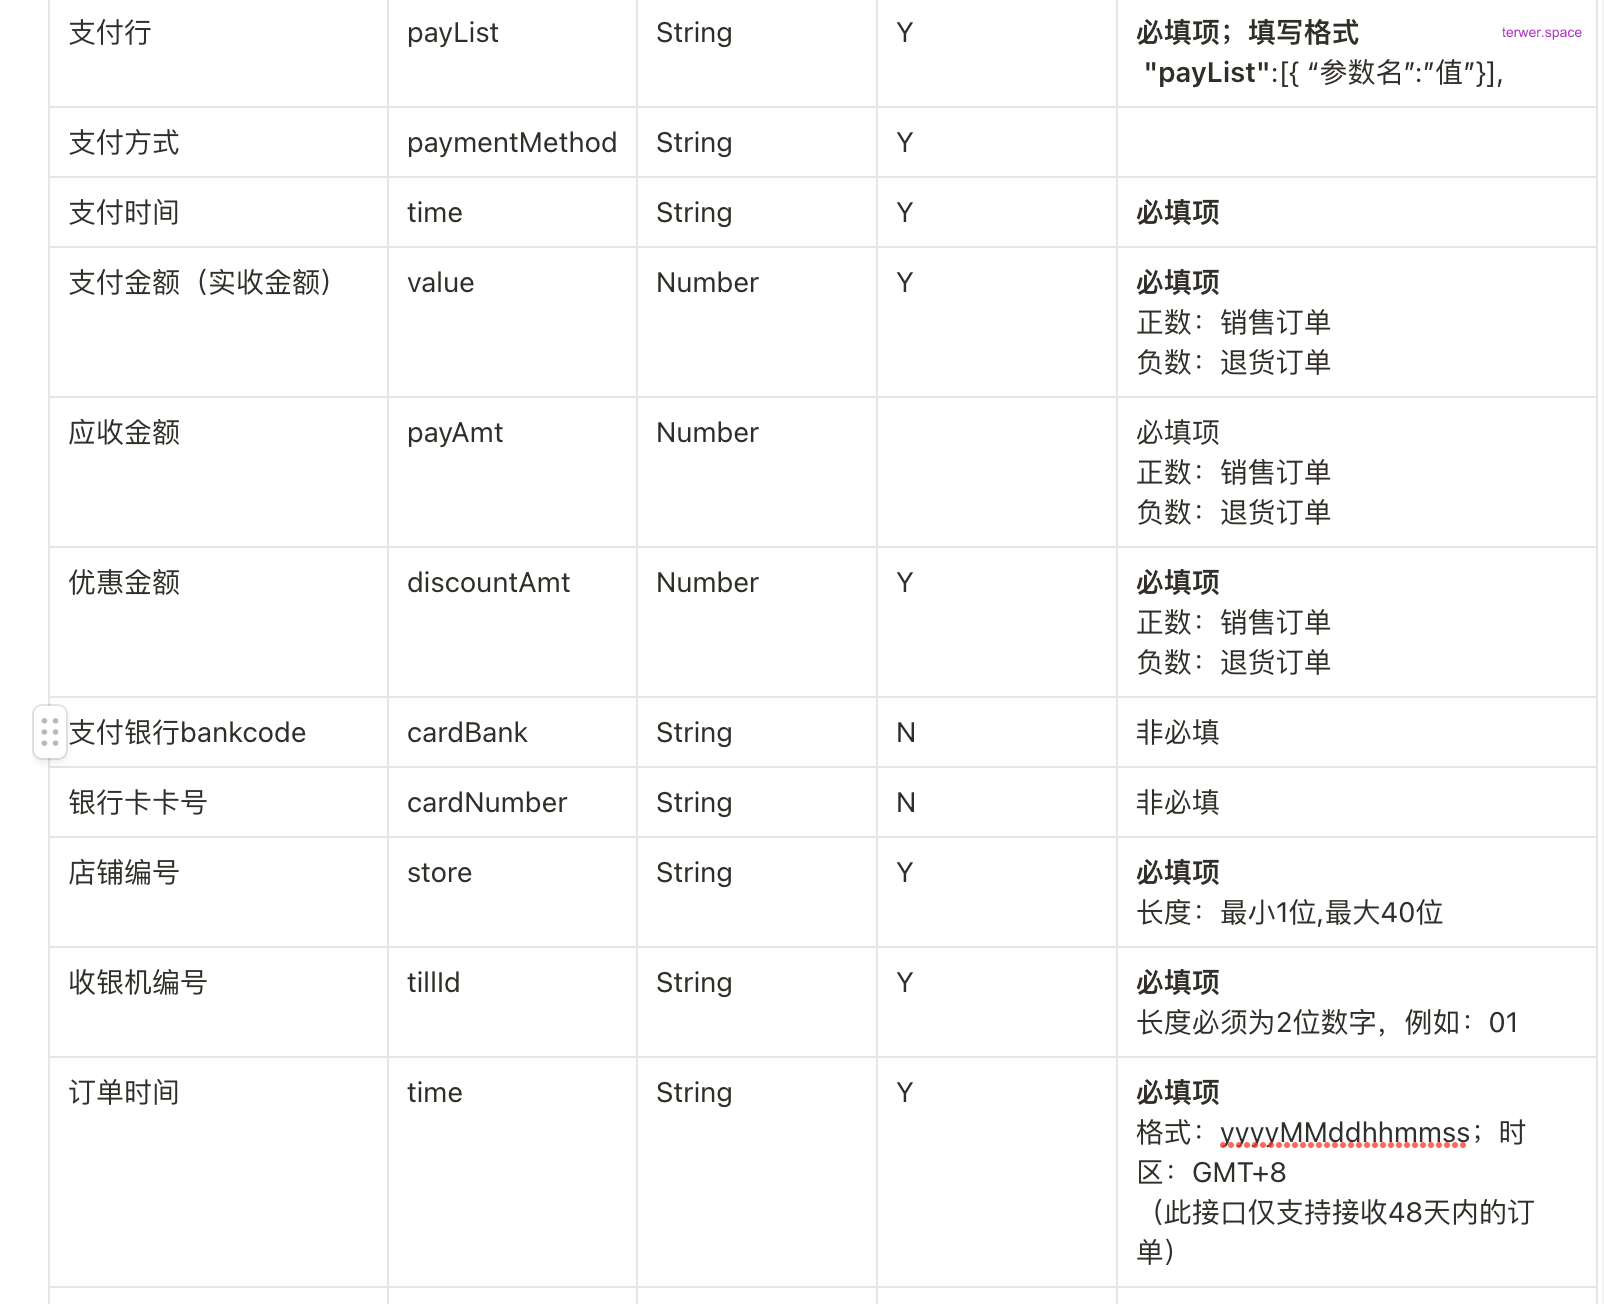 支付行 payList String Y 必填项；填写格式 terwer.space
"payList":[{ “参数名”:”值”}],
支付方式 paymentMethod String Y
支付时间 time String Y 必填项
支付金额（实收金额） value Number Y 必填项
正数：销售订单
负数：退货订单
应收金额 payAmt Number 必填项
正数：销售订单
负数：退货订单
优惠金额 discountAmt Number Y 必填项
正数：销售订单
负数：退货订单
支付银行bankcode cardBank String N 非必填
银行卡卡号 cardNumber String N 非必填
店铺编号 store String Y 必填项
长度：最小1位,最大40位
收银机编号 tillId String Y 必填项
长度必须为2位数字，例如：01
订单时间 time String Y 必填项
格式：yyyyMMddhhmmss；时
区：GMT+8
（此接口仅支持接收48天内的订
单）